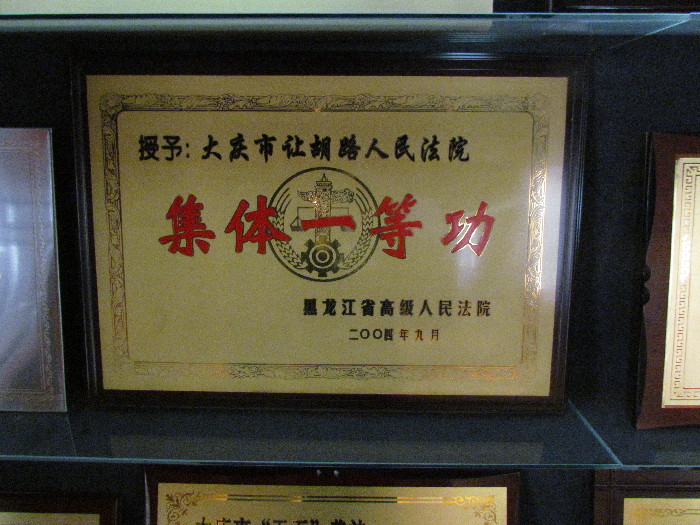 授予：大庆市让胡路人民法院
集体一等功
黑龙江省高级人民法院
二〇〇四年九月